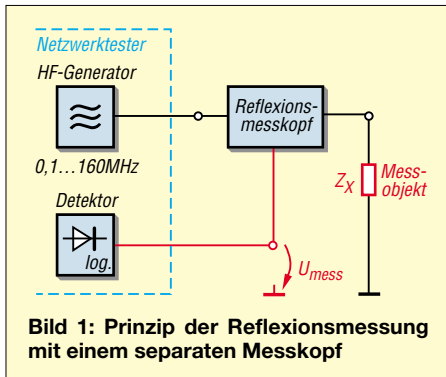 Netzwerktester
HF-Generator
0,1...160MHz
Detektor
log.
Reflexions-
messkopf
Z_X
Mess-
objekt
U_mess
Bild 1: Prinzip der Reflexionsmessung
mit einem separaten Messkopf